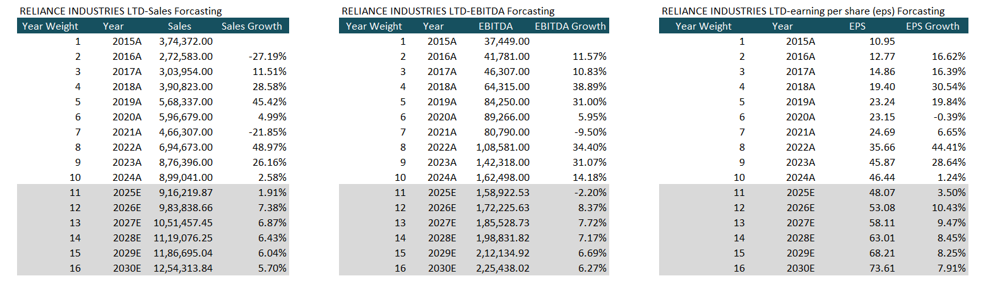 RELIANCE INDUSTRIES LTD-Sales Forcasting
Year Weight Year Sales Sales Growth
1 2015A 3,74,372.00
2 2016A 2,72,583.00 -27.19%
3 2017A 3,03,954.00 11.51%
4 2018A 3,90,823.00 28.58%
5 2019A 5,68,337.00 45.42%
6 2020A 5,96,679.00 4.99%
7 2021A 4,66,307.00 -21.85%
8 2022A 6,94,673.00 48.97%
9 2023A 8,76,396.00 26.16%
10 2024A 8,99,041.00 2.58%
11 2025E 9,16,219.87 1.91%
12 2026E 9,83,838.66 7.38%
13 2027E 10,51,457.45 6.87%
14 2028E 11,19,076.25 6.43%
15 2029E 11,86,695.04 6.04%
16 2030E 12,54,313.84 5.70%
RELIANCE INDUSTRIES LTD-EBITDA Forcasting
Year Weight Year EBITDA EBITDA Growth
1 2015A 37,449.00
2 2016A 41,781.00 11.57%
3 2017A 46,307.00 10.83%
4 2018A 64,315.00 38.89%
5 2019A 84,250.00 31.00%
6 2020A 89,266.00 5.95%
7 2021A 80,790.00 -9.50%
8 2022A 1,08,581.00 34.40%
9 2023A 1,42,318.00 31.07%
10 2024A 1,62,498.00 14.18%
11 2025E 1,58,922.53 -2.20%
12 2026E 1,72,225.63 8.37%
13 2027E 1,85,528.73 7.72%
14 2028E 1,98,831.82 7.17%
15 2029E 2,12,134.92 6.69%
16 2030E 2,25,438.02 6.27%
RELIANCE INDUSTRIES LTD-earning per share (eps) Forcasting
Year Weight Year EPS EPS Growth
1 2015A 10.95
2 2016A 12.77 16.62%
3 2017A 14.86 16.39%
4 2018A 19.40 30.54%
5 2019A 23.24 19.84%
6 2020A 23.15 -0.39%
7 2021A 24.69 6.65%
8 2022A 35.66 44.41%
9 2023A 45.87 28.64%
10 2024A 46.44 1.24%
11 2025E 48.07 3.50%
12 2026E 53.08 10.43%
13 2027E 58.11 9.47%
14 2028E 63.01 8.45%
15 2029E 68.21 8.25%
16 2030E 73.61 7.91%